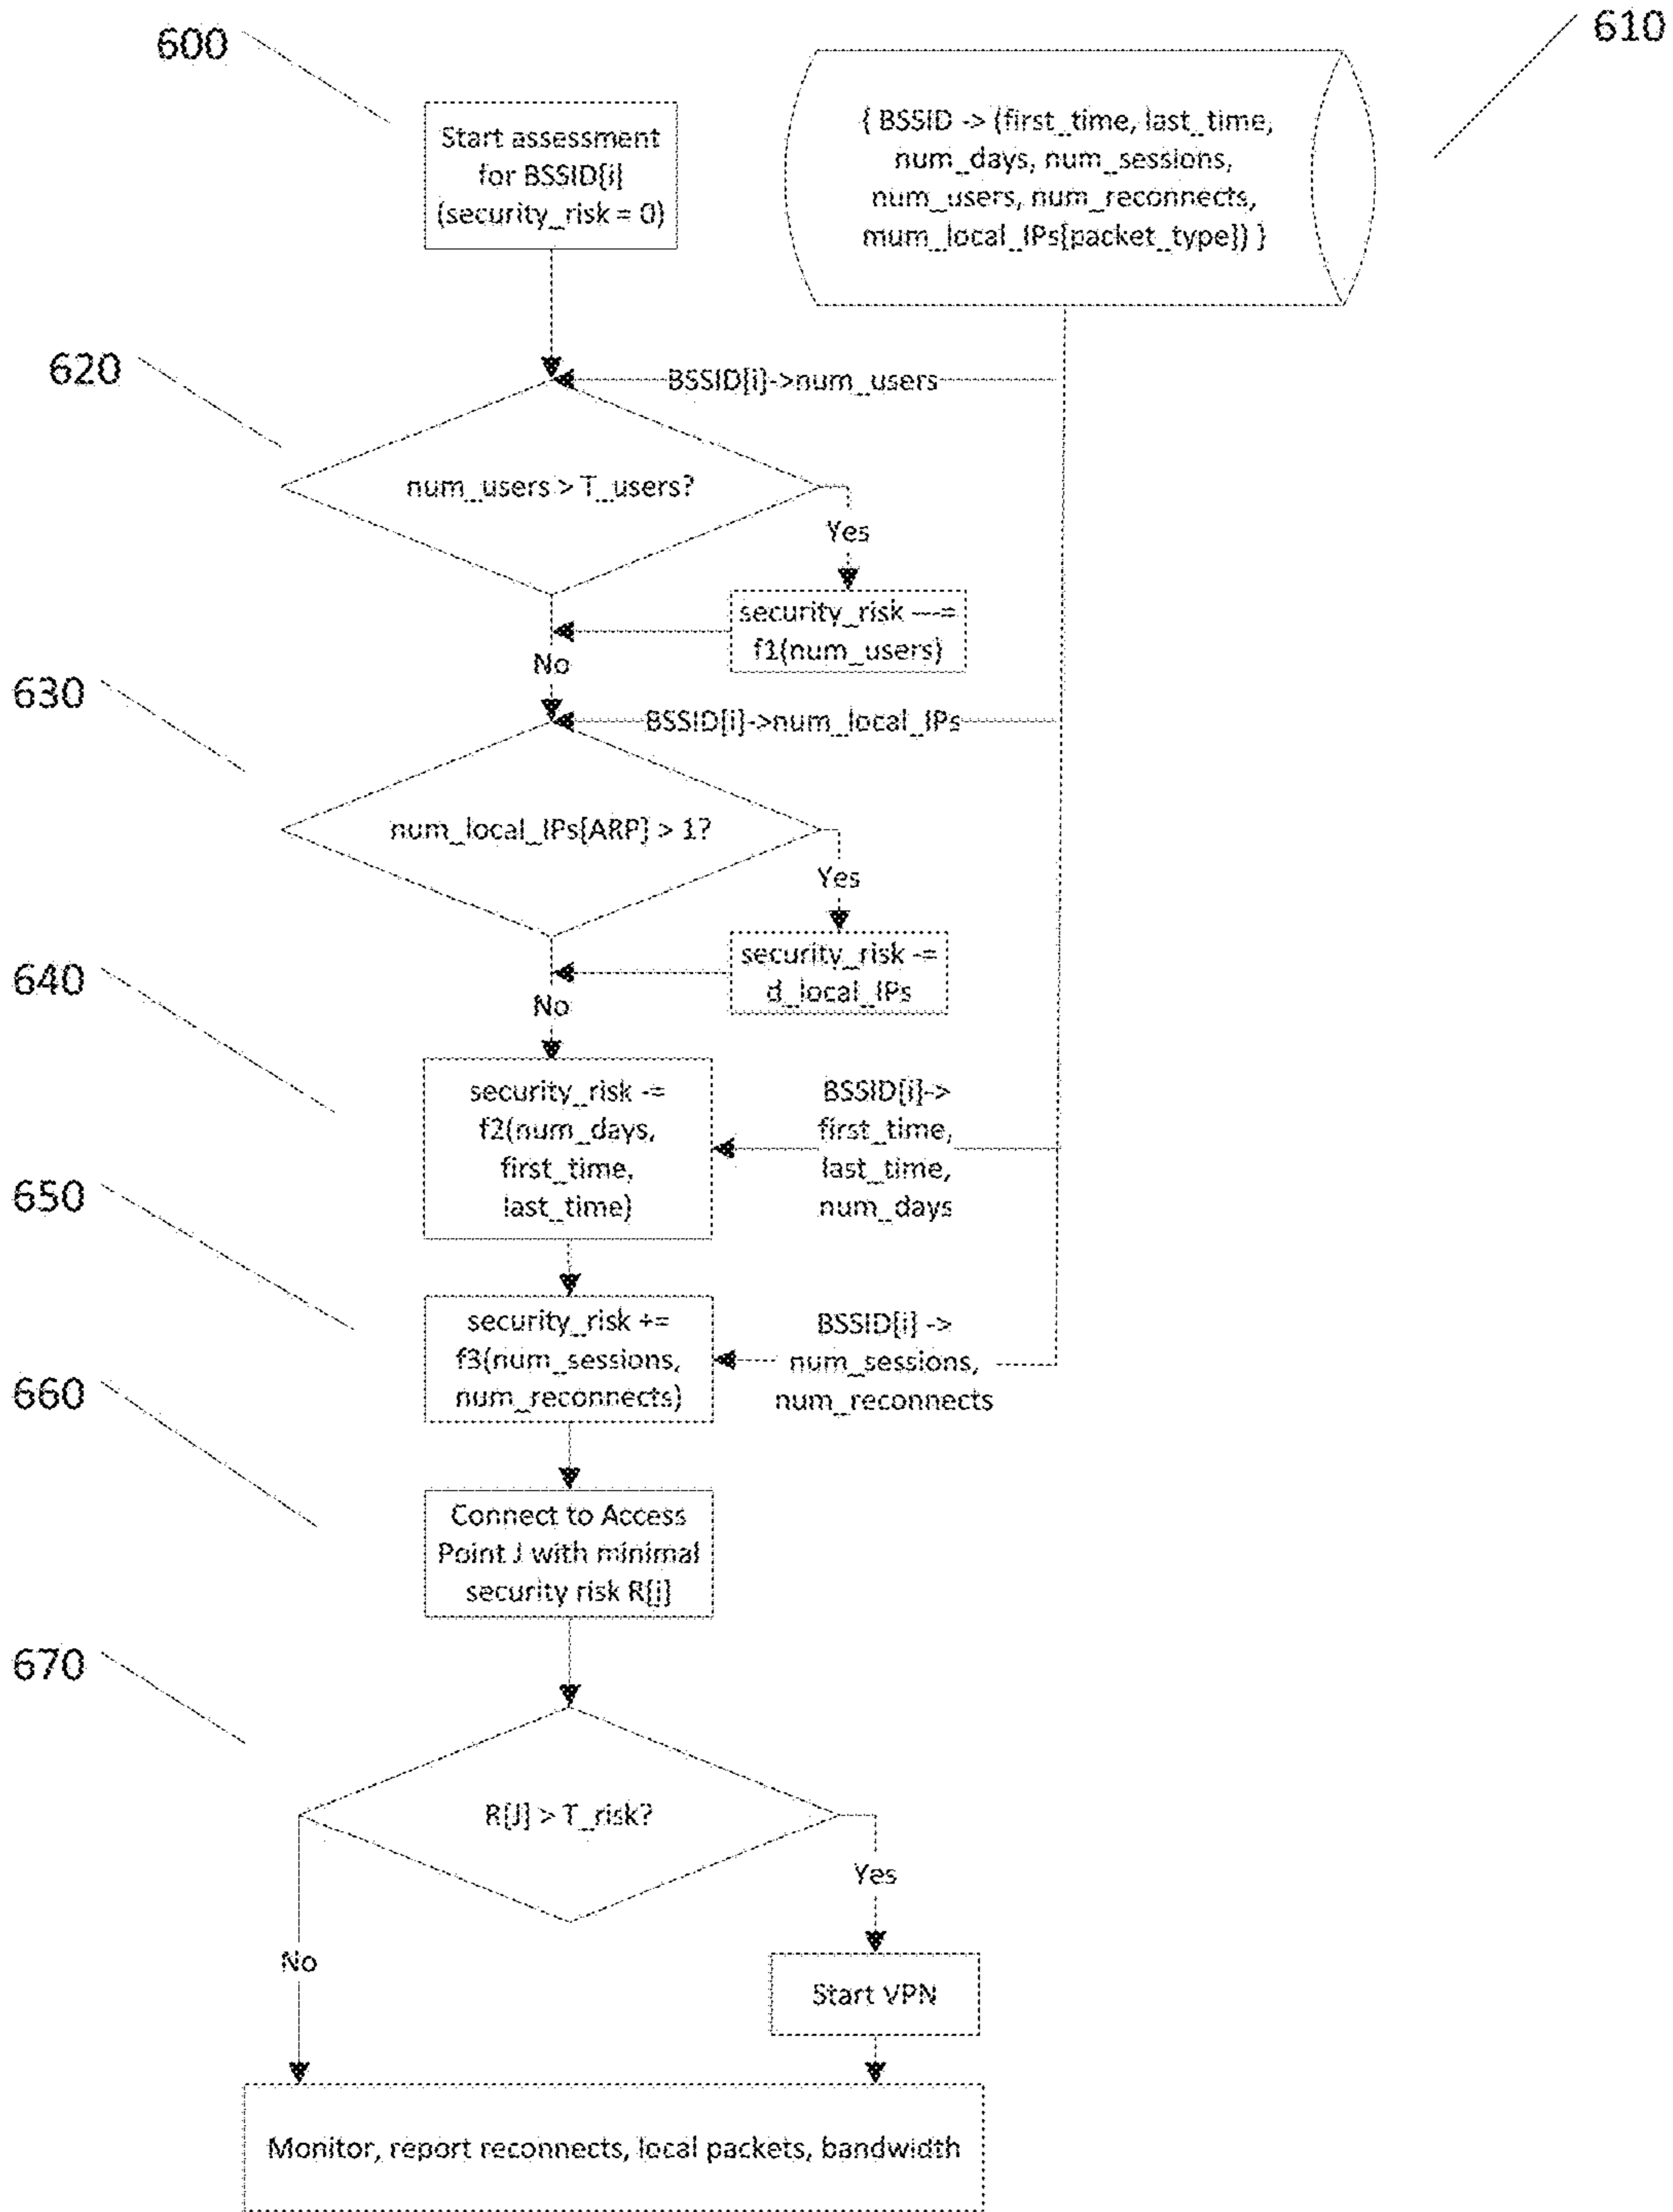 600
610
Start assessment
for BSSID[i]
(security_risk = 0)
{ BSSID -> (first_time, last_time,
num_days, num_sessions,
num_users, num_reconnects,
mum_local_IPs[packet_type]) }
620
BSSID[i]->num_users
num_users > T_users?
Yes
security_risk —-=
f1(num_users)
No
630
BSSID[i]->num_local_IPs
num_local_IPs[ARP] > 1?
Yes
security_risk -=
d_local_IPs
No
640
security_risk -=
f2(num_days,
first_time,
last_time)
BSSID[i]->
first_time,
last_time,
num_days
650
security_risk +=
f3(num_sessions,
num_reconnects)
BSSID[i] ->
num_sessions,
num_reconnects
660
Connect to Access
Point J with minimal
security risk R[j]
670
R[J] > T_risk?
Yes
No
Start VPN
Monitor, report reconnects, local packets, bandwidth